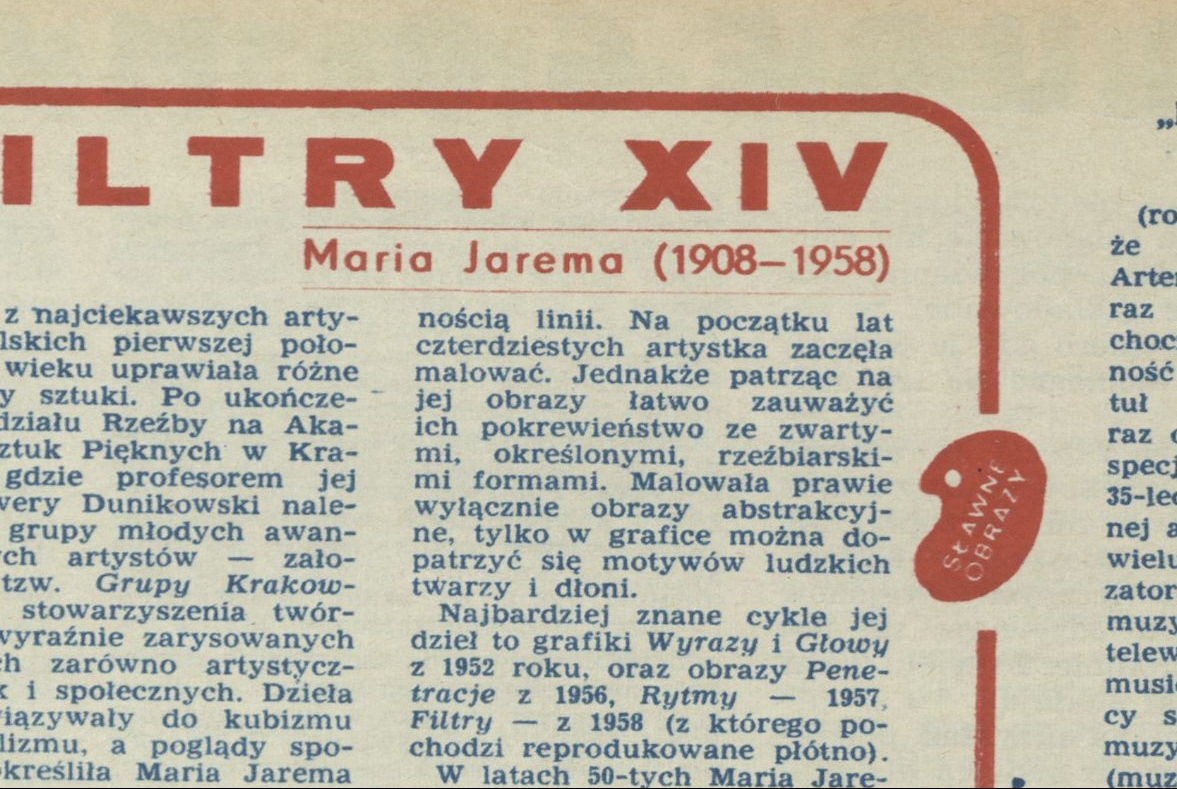 ILTRY XIV
Maria Jarema (1908—1958)
z najciekawszych arty-
lskich pierwszej poło-
wieku uprawiała różne
y sztuki. Po ukończe-
działu Rzeźby na Aka-
ztuk Pięknych w Kra-
gdzie profesorem jej
wery Dunikowski nale-
grupy młodych awan-
ych artystów — zało-
tzw. Grupy Krakow-
stowarzyszenia twór-
wyraźnie zarysowanych
ch zarówno artystycz-
k i społecznych. Dzieła
wiązywały do kubizmu
lizmu, a poglądy spo-
określiła Maria Jarema
nością linii. Na początku lat
czterdziestych artystka zaczęła
malować. Jednakże patrząc na
jej obrazy łatwo zauważyć
ich pokrewieństwo ze zwarty-
mi, określonymi, rzeźbiarski-
mi formami. Malowała prawie
wyłącznie obrazy abstrakcyj-
ne, tylko w grafice można do-
patrzyć się motywów ludzkich
twarzy i dłoni.
Najbardziej znane cykle jej
dzieł to grafiki Wyrazy i Głowy
z 1952 roku, oraz obrazy Pene-
tracje z 1956, Rytmy — 1957,
Filtry — z 1958 (z którego po-
chodzi reprodukowane płótno).
W latach 50-tych Maria Jare-
SŁAWNE
OBRAZY
(ro
że
Arte
raz
choc
ność
tuł
raz
specj
35-lec
nej a
wielu
zator
muzy
telew
music
cy s
muzy
(muz